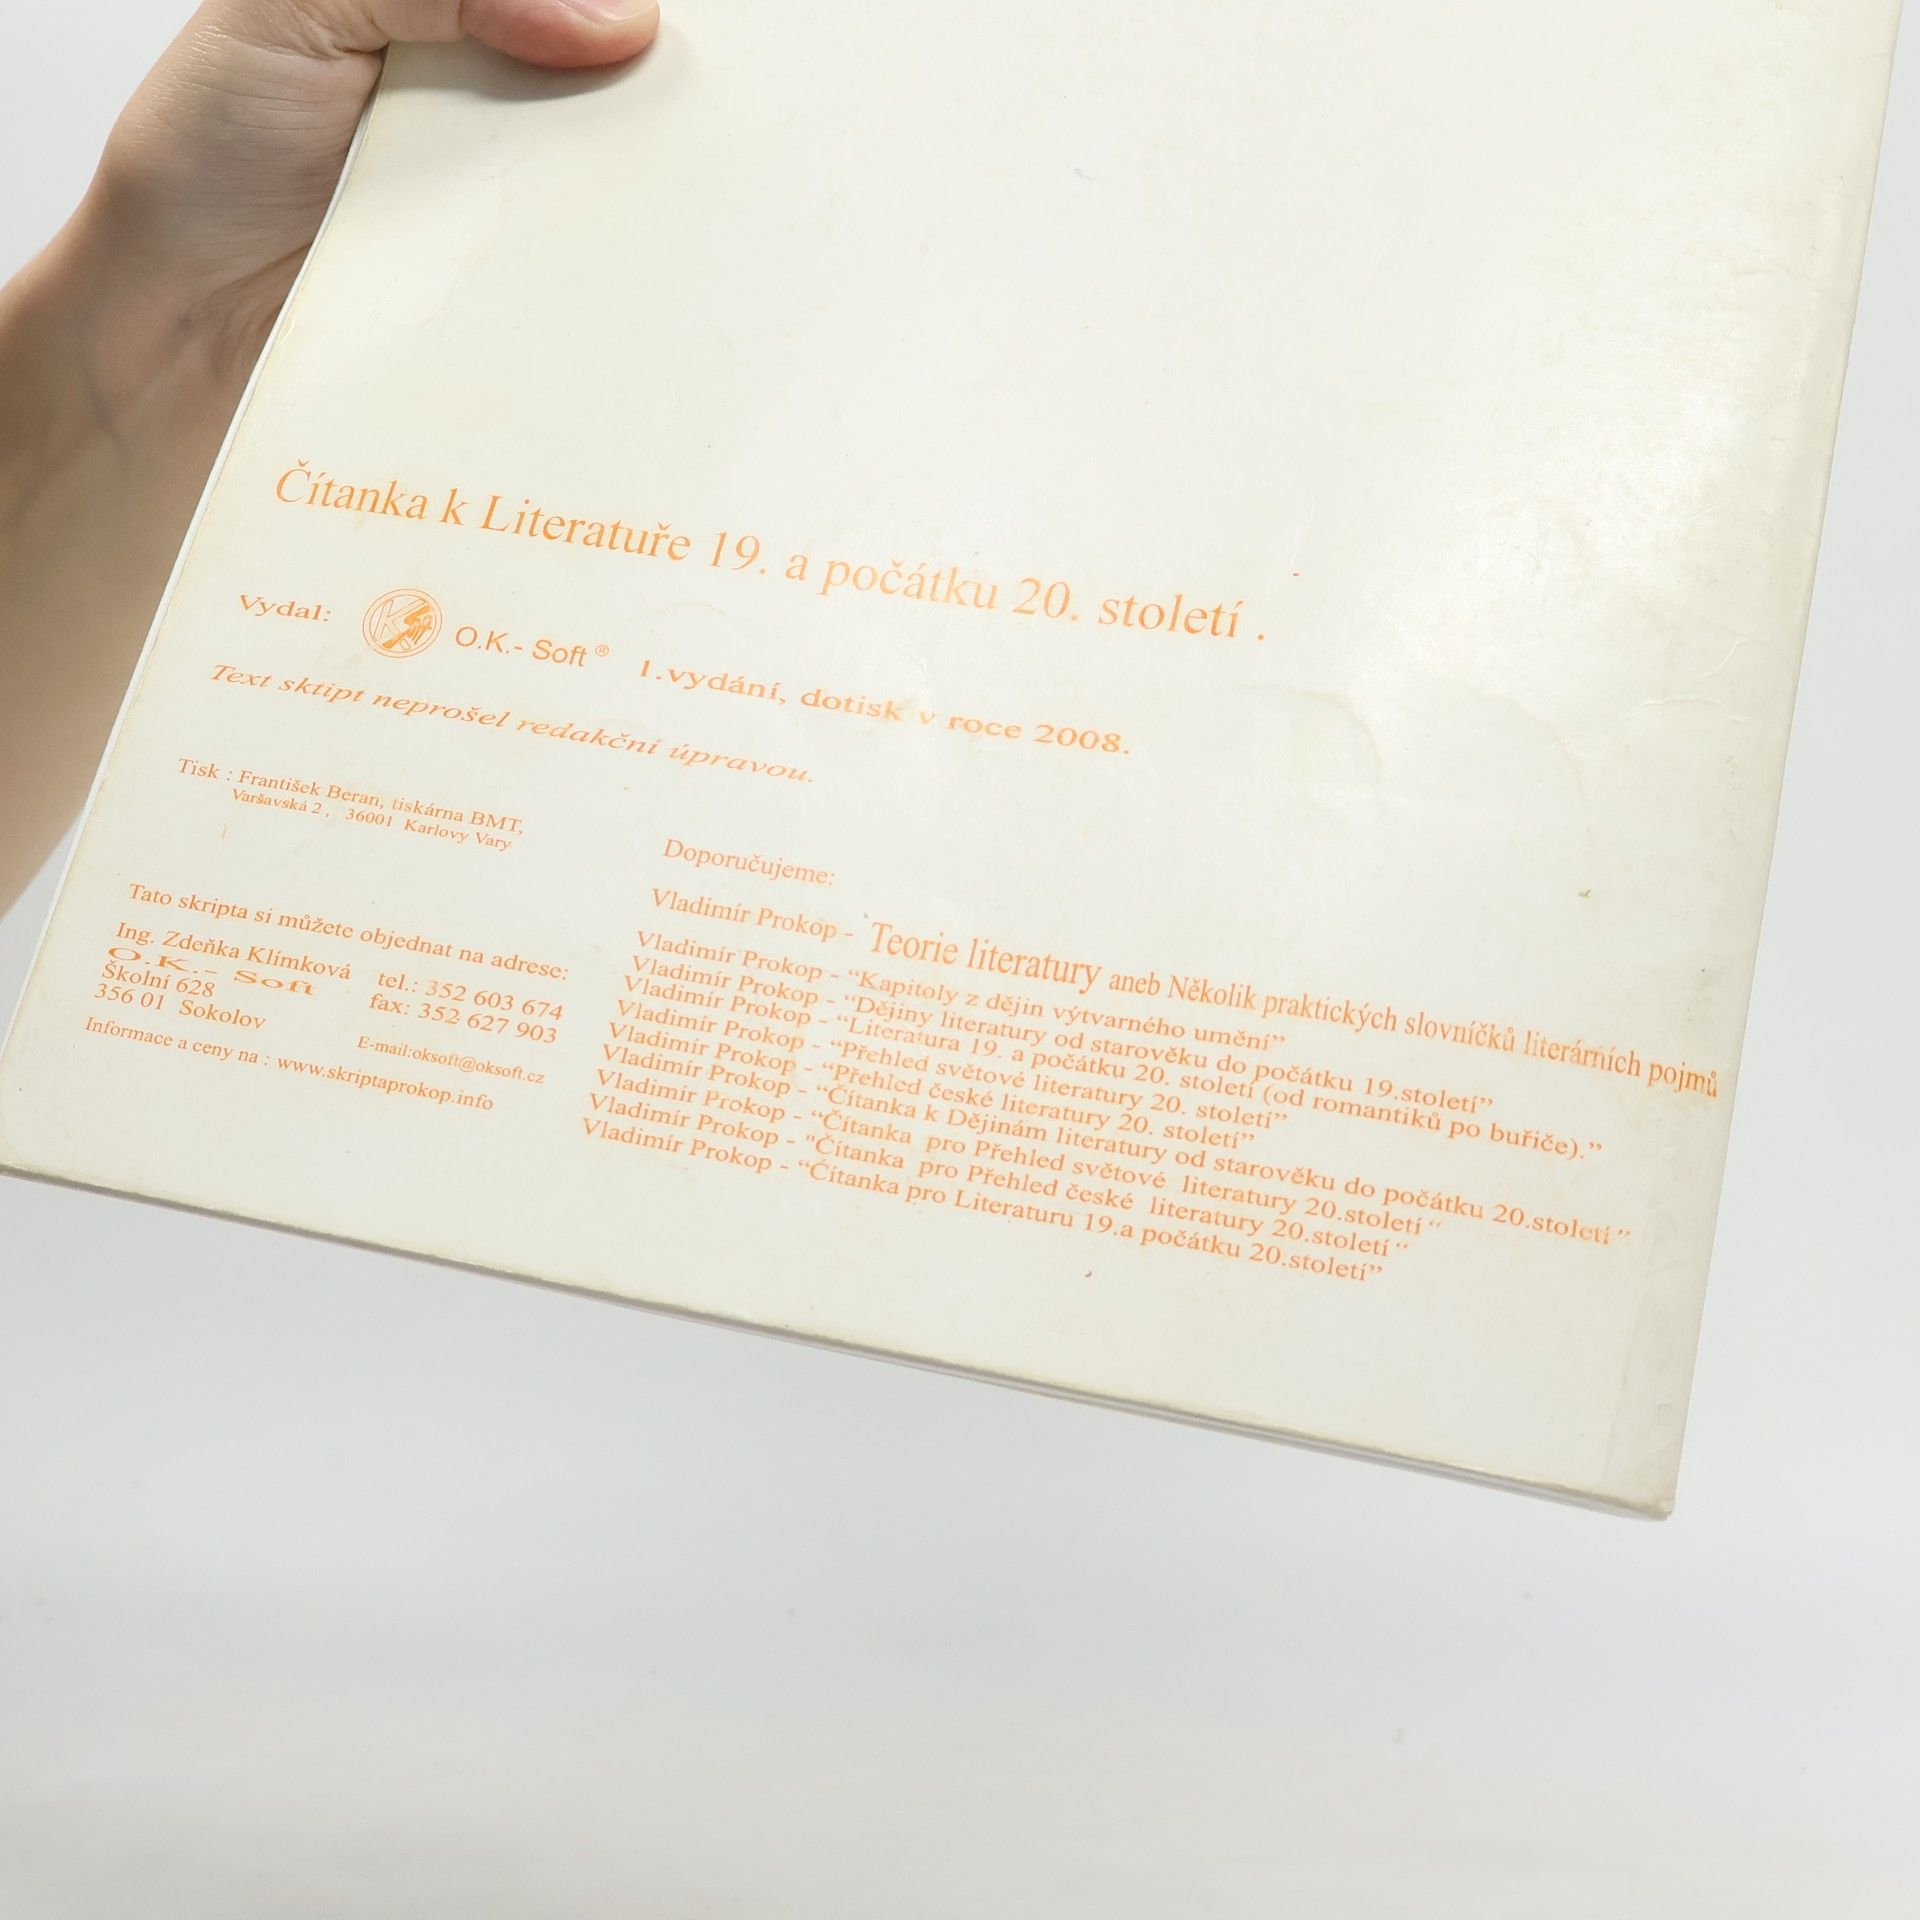 Čítanka k Literatuře 19. a počátku 20. století .
Vydal: O.K.- Soft ® 1.vydání, dotisk v roce 2008.
Text sktipt neprošel redakční úpravou.
Tisk : František Beran, tiskárna BMT,
Varšavská 2 , 36001 Karlovy Vary
Tato skripta si můžete objednat na adrese:
Ing. Zdeňka Klímková
O.K.- Soft
Školní 628
356 01 Sokolov
tel.: 352 603 674
fax: 352 627 903
E-mail:oksoft@oksoft.cz
Informace a ceny na : www.skriptaprokop.info
Doporučujeme:
Vladimír Prokop - Teorie literatury aneb Několik praktických slovníčků literárních pojmů
Vladimír Prokop - “Kapitoly z dějin výtvarného umění”
Vladimír Prokop - “Dějiny literatury od starověku do počátku 19.století”
Vladimír Prokop - “Literatura 19. a počátku 20. století (od romantiků po buřiče).”
Vladimír Prokop - “Přehled světové literatury 20. století”
Vladimír Prokop - “Přehled české literatury 20. století”
Vladimír Prokop - “Čítanka k Dějinám literatury od starověku do počátku 20.století ”
Vladimír Prokop - “Čítanka pro Přehled světové literatury 20.století “
Vladimír Prokop - "Čítanka pro Přehled české literatury 20.století “
Vladimír Prokop - “Čítanka pro Literaturu 19.a počátku 20.století”